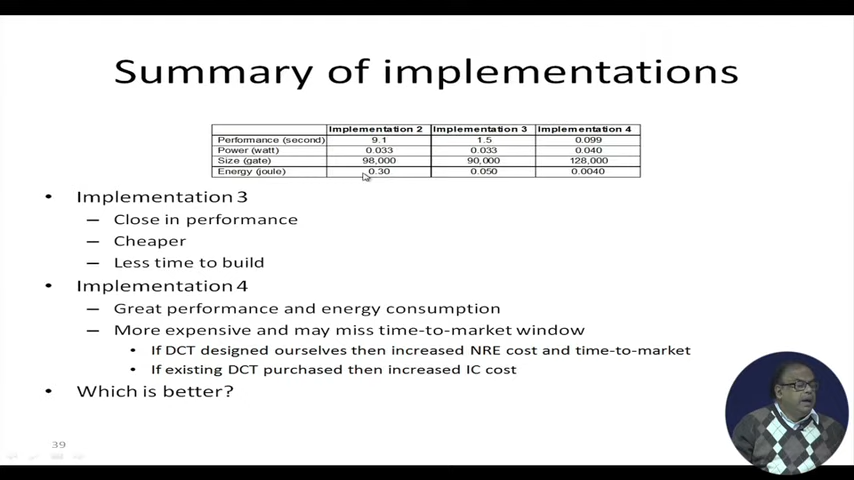 Summary of implementations
Implementation 2 Implementation 3 Implementation 4
Performance (second) 9.1 1.5 0.099
Power (watt) 0.033 0.033 0.040
Size (gate) 98,000 90,000 128,000
Energy (joule) 0.30 0.050 0.0040
• Implementation 3
– Close in performance
– Cheaper
– Less time to build
• Implementation 4
– Great performance and energy consumption
– More expensive and may miss time-to-market window
• If DCT designed ourselves then increased NRE cost and time-to-market
• If existing DCT purchased then increased IC cost
• Which is better?
39